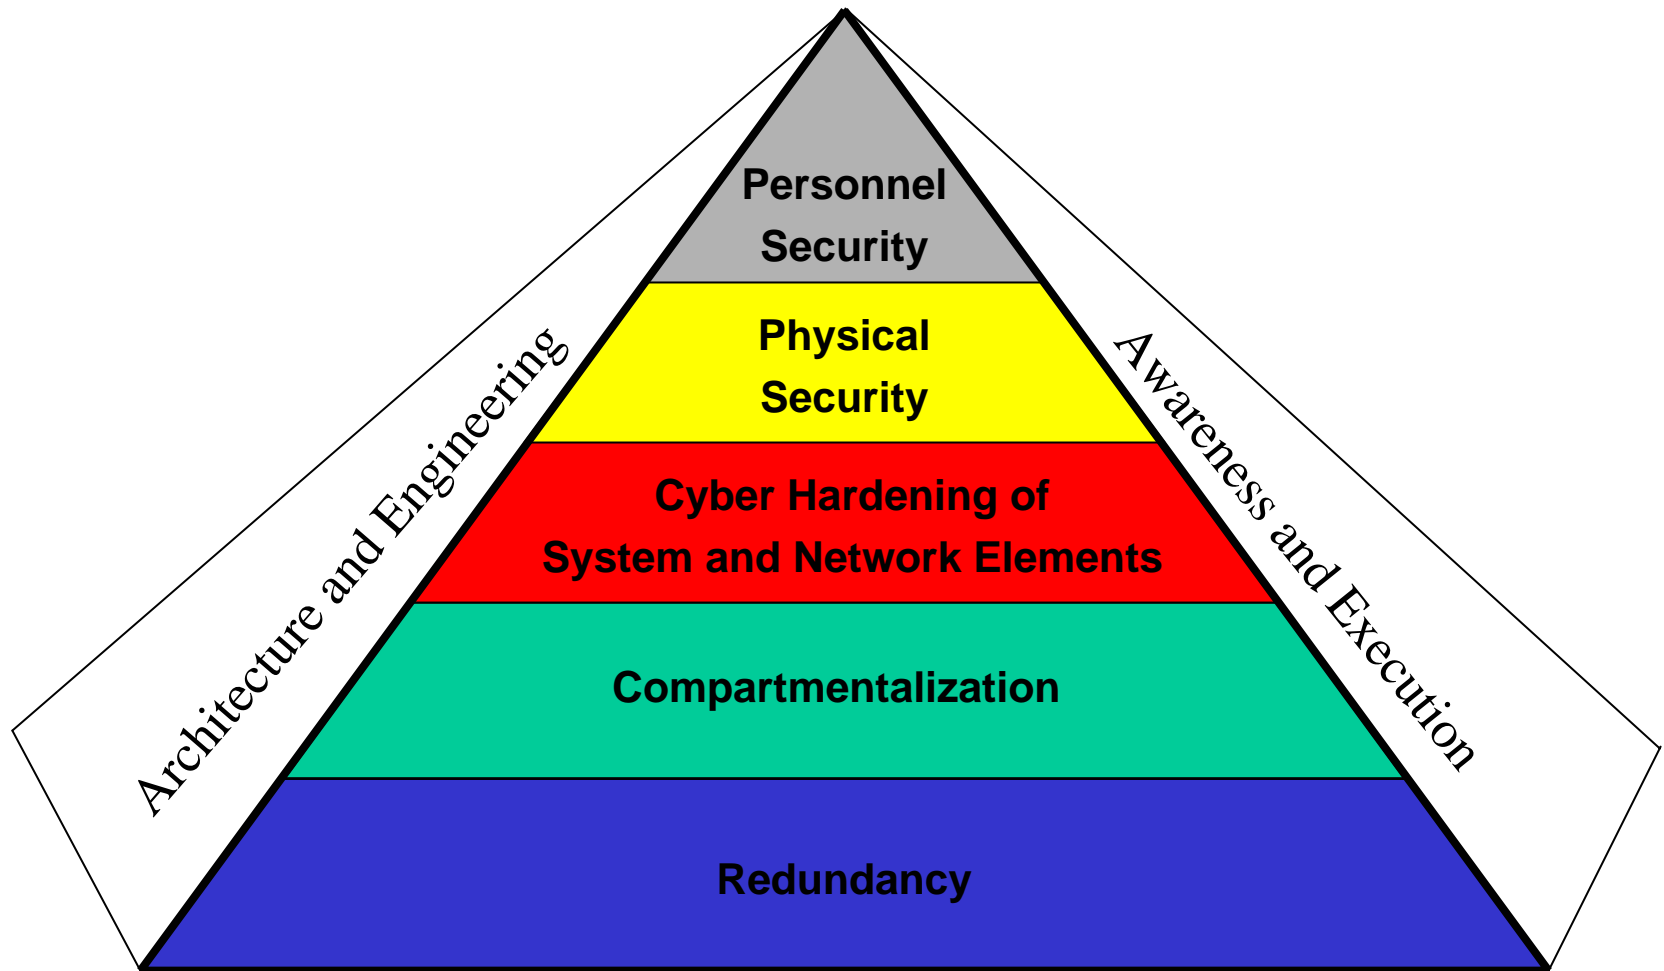 Personnel
Security
Physical
Security
Cyber Hardening of
System and Network Elements
Compartmentalization
Redundancy
Architecture and Engineering
Awareness and Execution